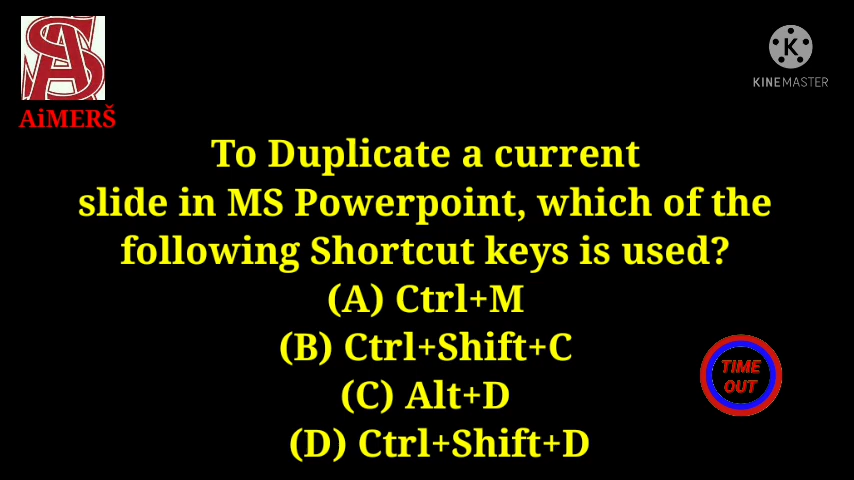 AiMERŠ
KINEMASTER
To Duplicate a current
slide in MS Powerpoint, which of the
following Shortcut keys is used?
(A) Ctrl+M
(B) Ctrl+Shift+C
(C) Alt+D
(D) Ctrl+Shift+D
TIME
OUT